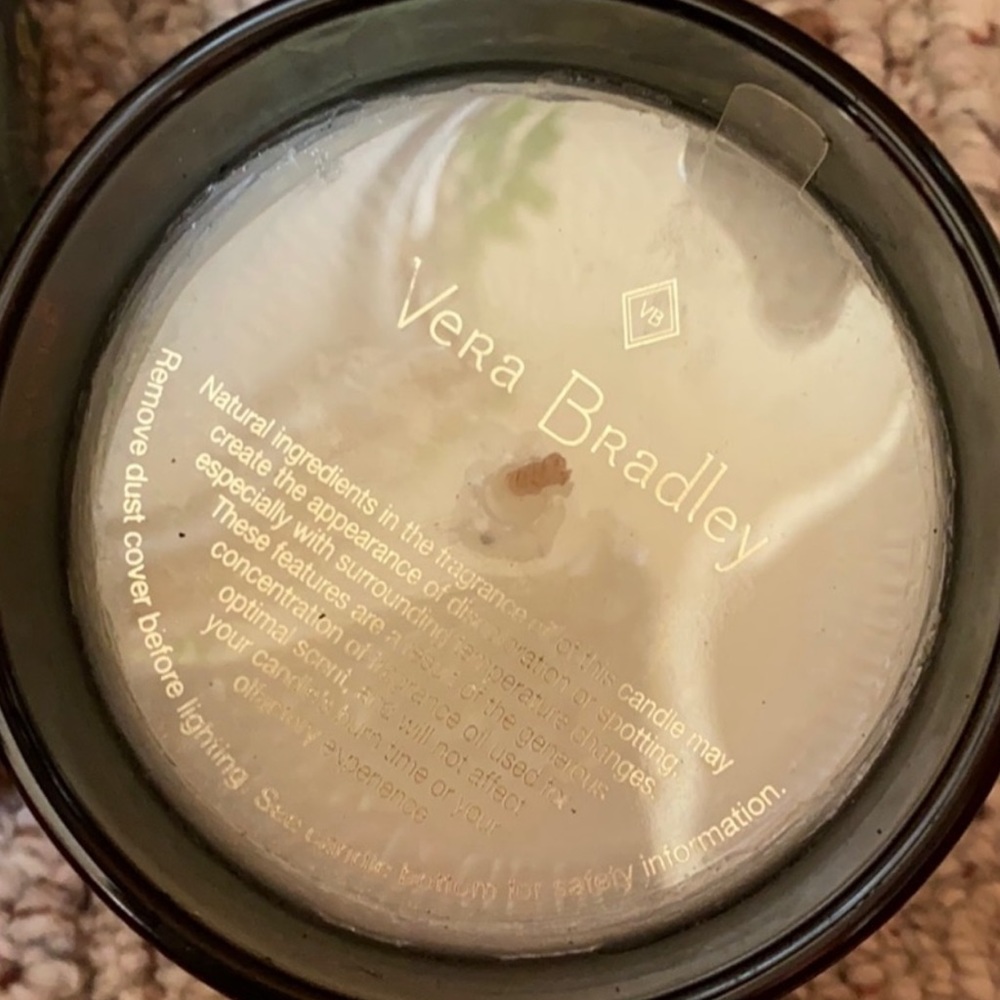 VB
Vera Bradley
Natural ingredients in the fragrance oil of this candle may
create the appearance of discoloration or spotting,
especially with surrounding temperature changes.
These features are a result of the generous
concentration of fragrance oil used for
optimal scent, and will not affect
your candle's burn time or your
olfactory experience
Remove dust cover before lighting. See candle bottom for safety information.